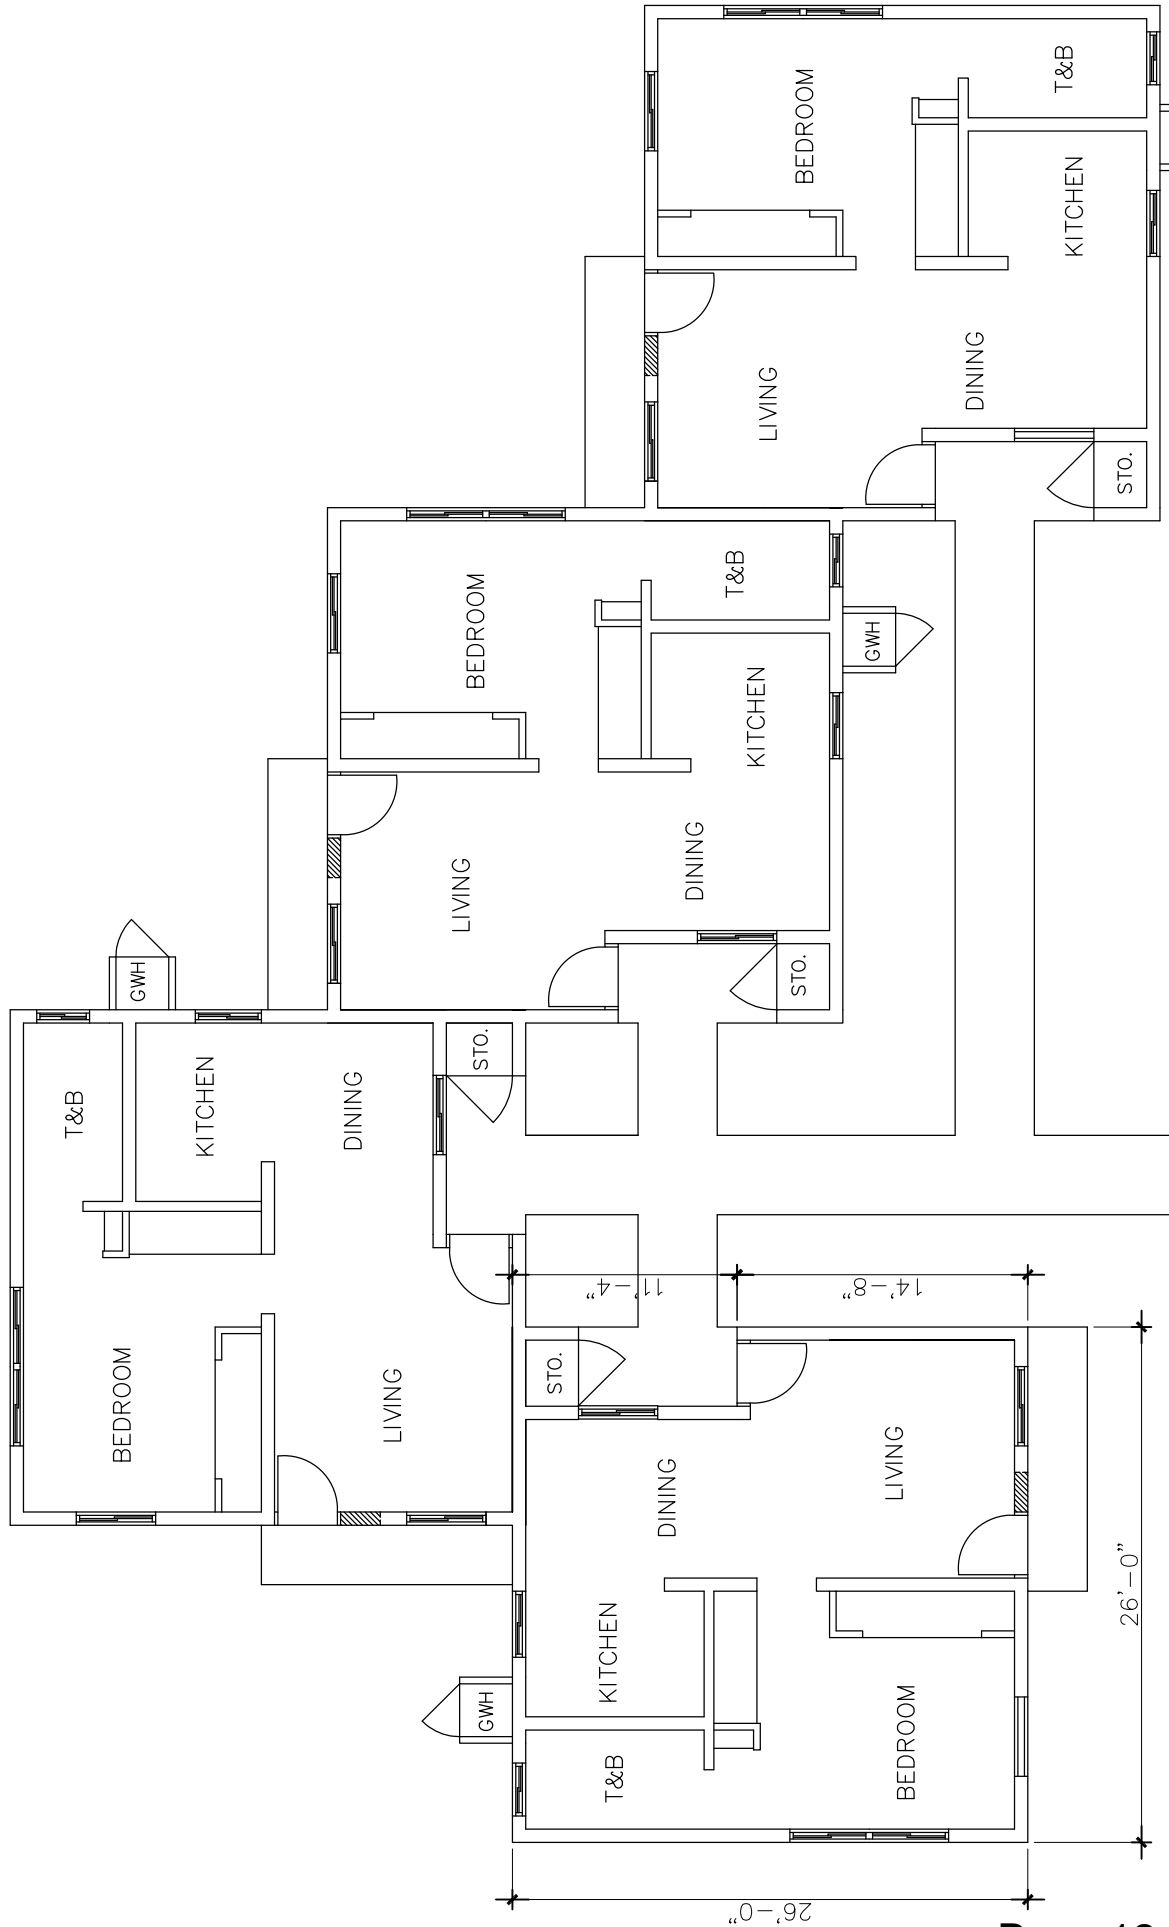 BEDROOM
T&B
KITCHEN
LIVING
DINING
STO.
BEDROOM
T&B
KITCHEN
GWH
LIVING
DINING
STO.
GWH
T&B
KITCHEN
DINING
STO.
BEDROOM
LIVING
11'-4"
14'-8"
STO.
DINING
LIVING
KITCHEN
GWH
T&B
BEDROOM
26'-0"
26'-0"